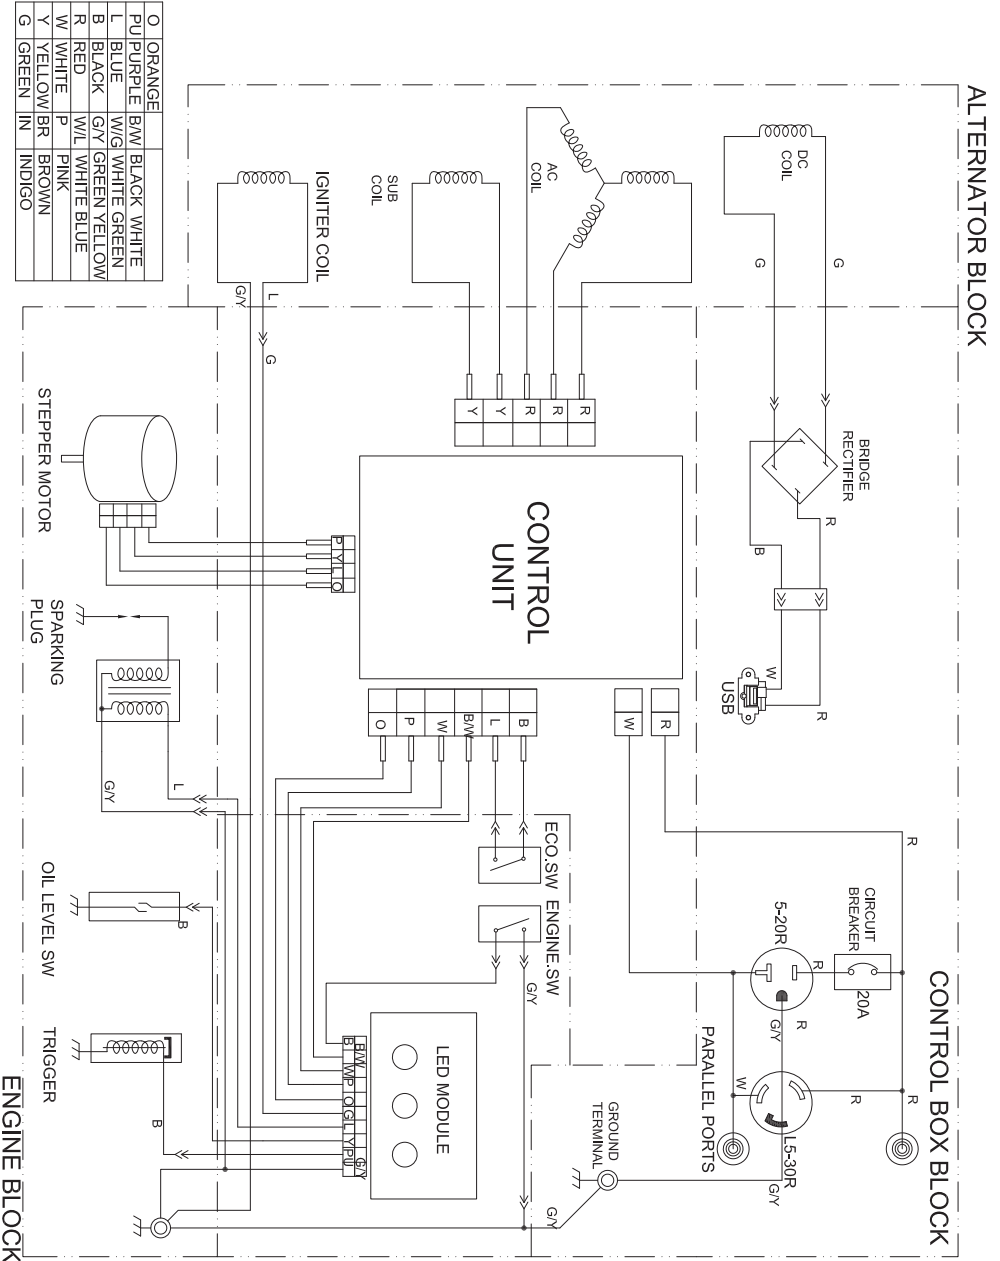 ALTERNATOR BLOCK
DC
COIL
G
G
AC
COIL
SUB
COIL
IGNITER COIL
L
G/Y
G
O ORANGE
PU PURPLE B/W BLACK WHITE
L BLUE W/G WHITE GREEN
B BLACK G/Y GREEN YELLOW
R RED W/L WHITE BLUE
W WHITE P PINK
Y YELLOW BR BROWN
G GREEN IN INDIGO
BRIDGE
RECTIFIER
R
B
W
R
USB
R
R
R
Y
Y
CONTROL
UNIT
P
Y
L
O
STEPPER MOTOR
SPARKING
PLUG
L
G/Y
R
W
B
L
B/W
W
P
O
ECO.SW
ENGINE.SW
G/Y
OIL LEVEL SW
B
TRIGGER
B
LED MODULE
B
B/W
W
P
O
G
L
Y
PU
G/Y
CONTROL BOX BLOCK
R
CIRCUIT
BREAKER
20A
5-20R
R
R
G/Y
R
R
W
L5-30R
G/Y
PARALLEL PORTS
GROUND
TERMINAL
G/Y
ENGINE BLOCK